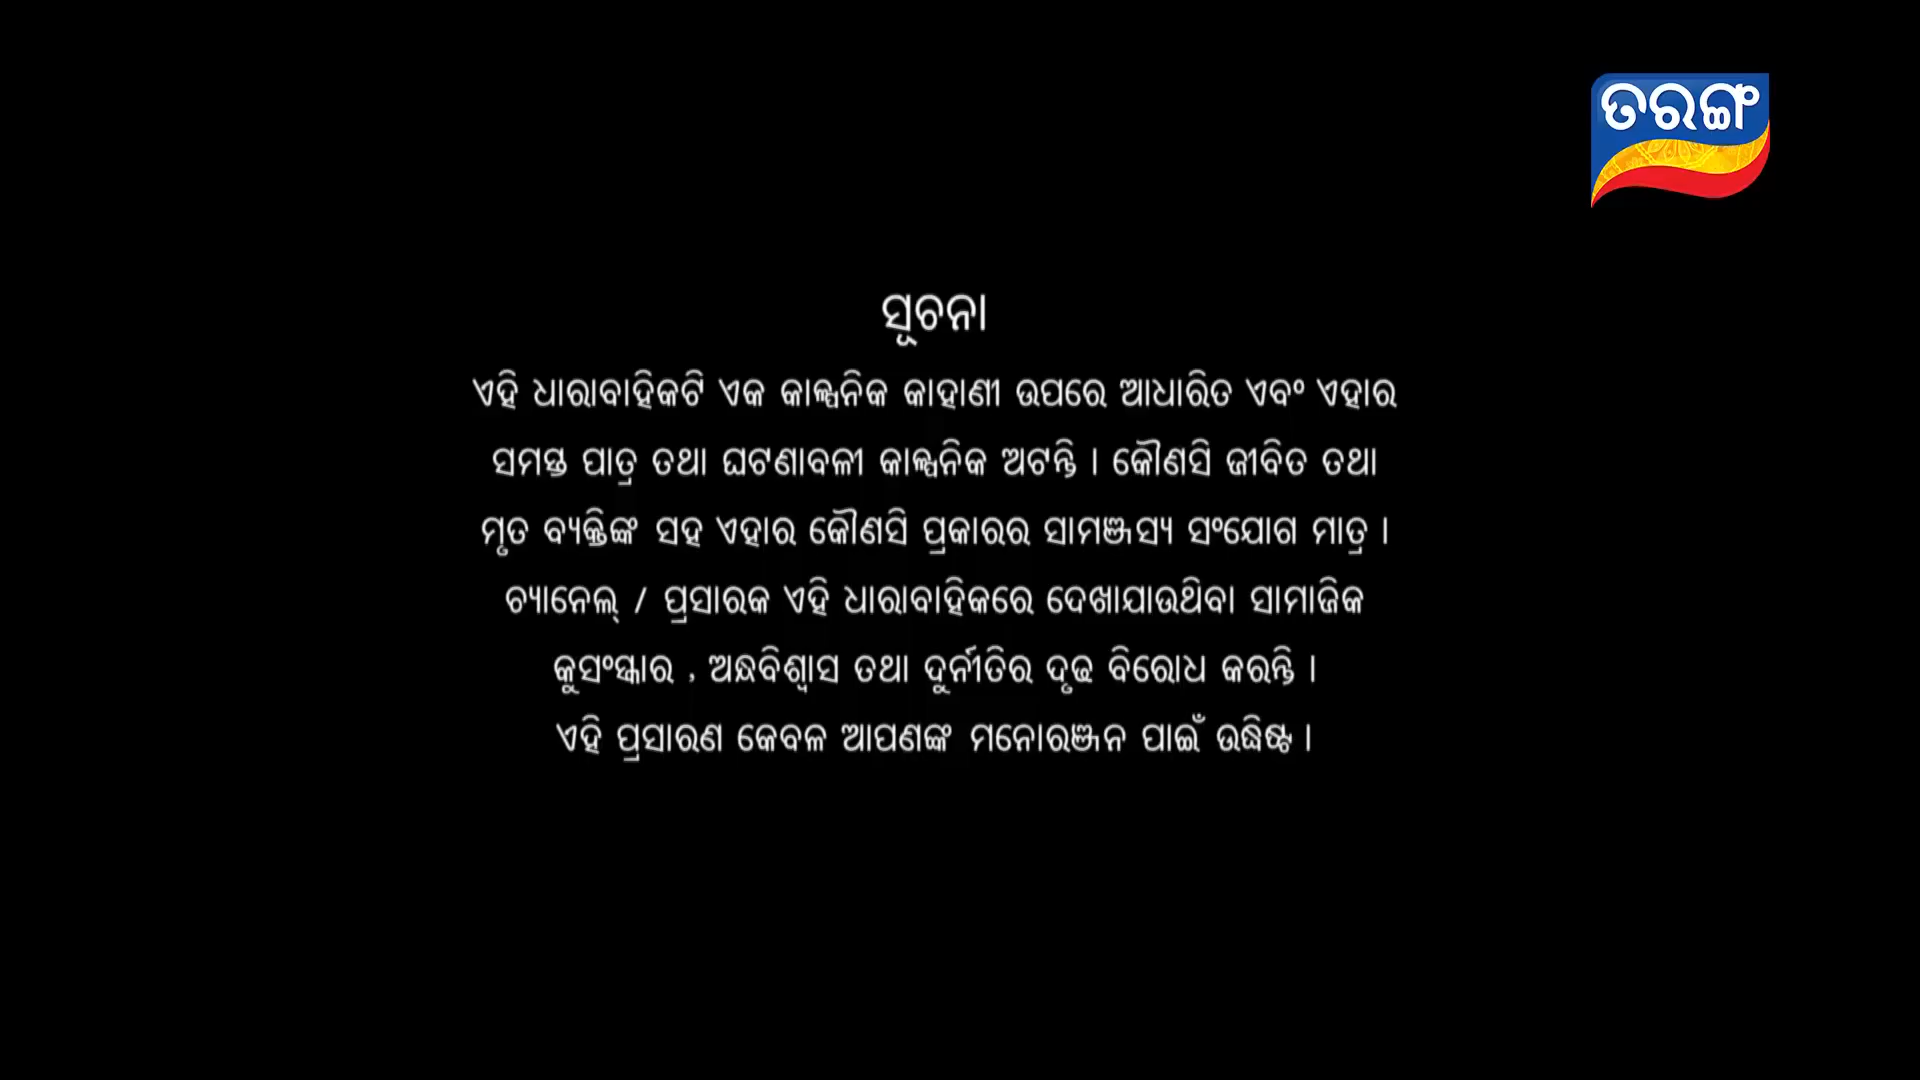 ତରଙ୍ଗ
ସୂଚନା
ଏହି ଧାରାବାହିକଟି ଏକ କାଳ୍ପନିକ କାହାଣୀ ଉପରେ ଆଧାରିତ ଏବଂ ଏହାର
ସମସ୍ତ ପାତ୍ର ତଥା ଘଟଣାବଳୀ କାଳ୍ପନିକ ଅଟନ୍ତି । କୌଣସି ଜୀବିତ ତଥା
ମୃତ ବ୍ୟକ୍ତିଙ୍କ ସହ ଏହାର କୌଣସି ପ୍ରକାରର ସାମଞ୍ଜସ୍ୟ ସଂଯୋଗ ମାତ୍ର ।
ଚ୍ୟାନେଲ୍ / ପ୍ରସାରକ ଏହି ଧାରାବାହିକରେ ଦେଖାଯାଉଥିବା ସାମାଜିକ
କୁସଂସ୍କାର , ଅନ୍ଧବିଶ୍ୱାସ ତଥା ଦୁର୍ନୀତିର ଦୃଢ ବିରୋଧ କରନ୍ତି ।
ଏହି ପ୍ରସାରଣ କେବଳ ଆପଣଙ୍କ ମନୋରଞ୍ଜନ ପାଇଁ ଉଦ୍ଧିଷ୍ଟ ।